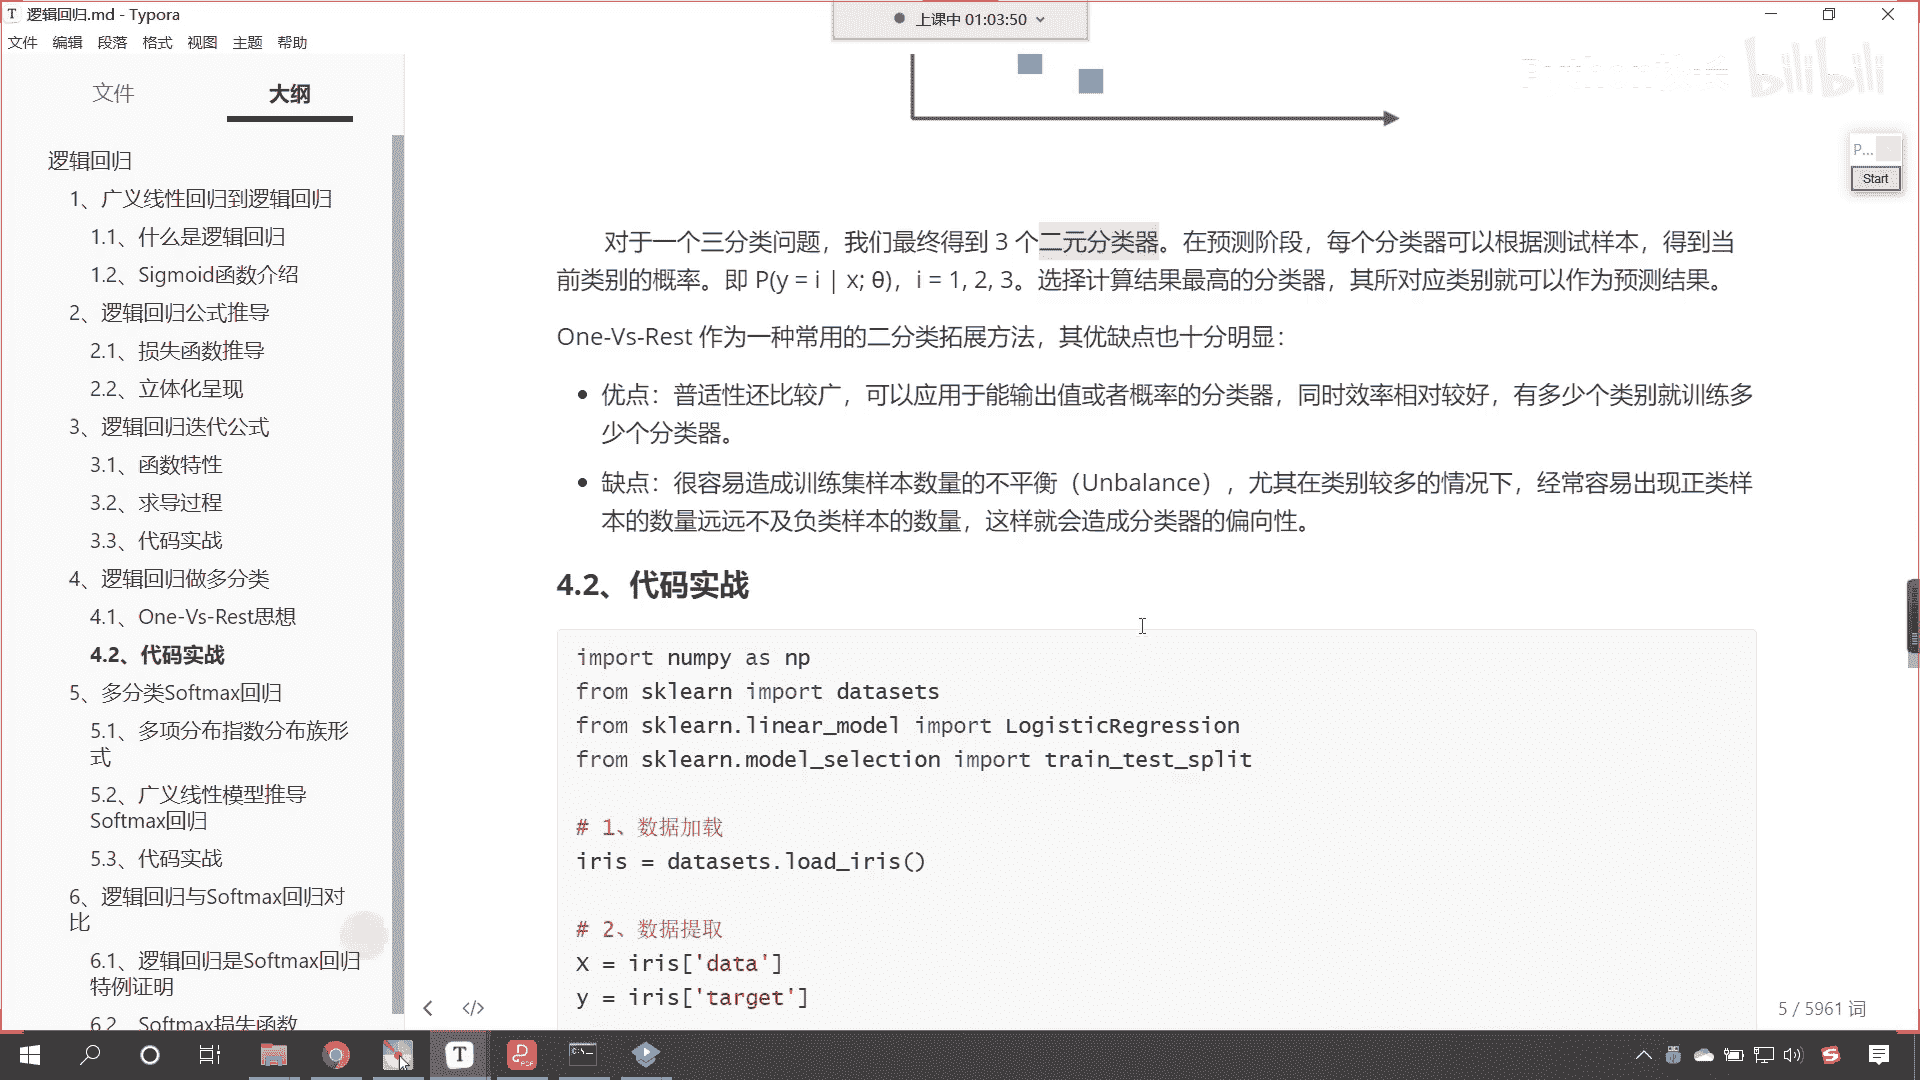 逻辑回归.md - Typora
上课中 01:03:50
文件 编辑 段落 格式 视图 主题 帮助
bilibili
文件 大纲
P...
Start
逻辑回归
1、广义线性回归到逻辑回归
1.1、什么是逻辑回归
1.2、Sigmoid函数介绍
2、逻辑回归公式推导
2.1、损失函数推导
2.2、立体化呈现
3、逻辑回归迭代公式
3.1、函数特性
3.2、求导过程
3.3、代码实战
4、逻辑回归做多分类
4.1、One-Vs-Rest思想
4.2、代码实战
5、多分类Softmax回归
5.1、多项分布指数分布族形
式
5.2、广义线性模型推导
Softmax回归
5.3、代码实战
6、逻辑回归与Softmax回归对
比
6.1、逻辑回归是Softmax回归
特例证明
6.2、Softmax损失函数
对于一个三分类问题，我们最终得到 3 个二元分类器。在预测阶段，每个分类器可以根据测试样本，得到当
前类别的概率。即 P(y = i | x; θ)，i = 1, 2, 3。选择计算结果最高的分类器，其所对应类别就可以作为预测结果。
One-Vs-Rest 作为一种常用的二分类拓展方法，其优缺点也十分明显：
优点：普适性还比较广，可以应用于能输出值或者概率的分类器，同时效率相对较好，有多少个类别就训练多
少个分类器。
缺点：很容易造成训练集样本数量的不平衡（Unbalance），尤其在类别较多的情况下，经常容易出现正类样
本的数量远远不及负类样本的数量，这样就会造成分类器的偏向性。
4.2、代码实战
import numpy as np
from sklearn import datasets
from sklearn.linear_model import LogisticRegression
from sklearn.model_selection import train_test_split
# 1、数据加载
iris = datasets.load_iris()
# 2、数据提取
X = iris['data']
y = iris['target']
5 / 5961 词